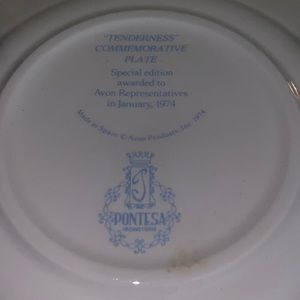 "TENDERNESS"
COMMEMORATIVE
PLATE
Special edition
awarded to
Avon Representatives
in January, 1974
Made in Spain, © Avon Products, Inc. 1974
PONTESA
IRONSTONE